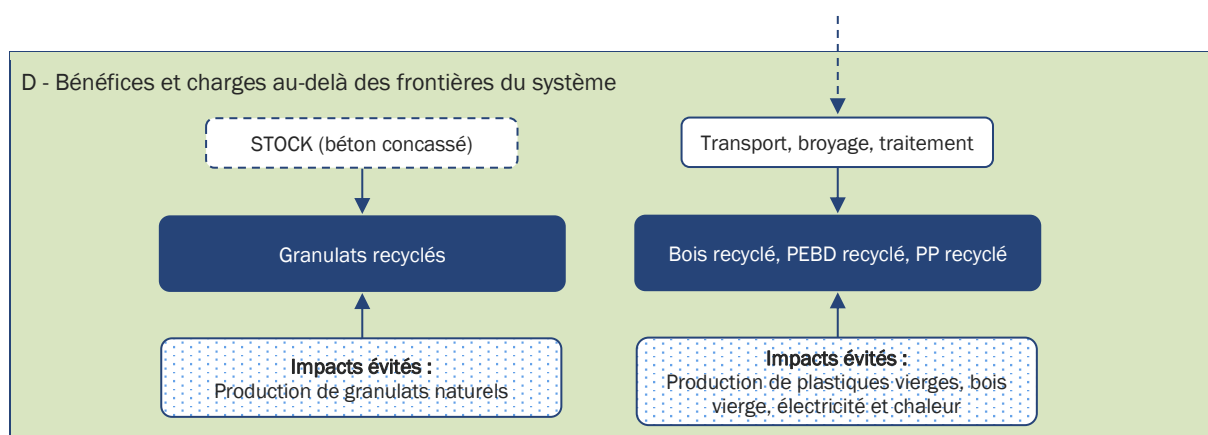 D - Bénéfices et charges au-delà des frontières du système
STOCK (béton concassé)
Granulats recyclés
Impacts évités :
Production de granulats naturels
Transport, broyage, traitement
Bois recyclé, PEBD recyclé, PP recyclé
Impacts évités :
Production de plastiques vierges, bois
vierge, électricité et chaleur